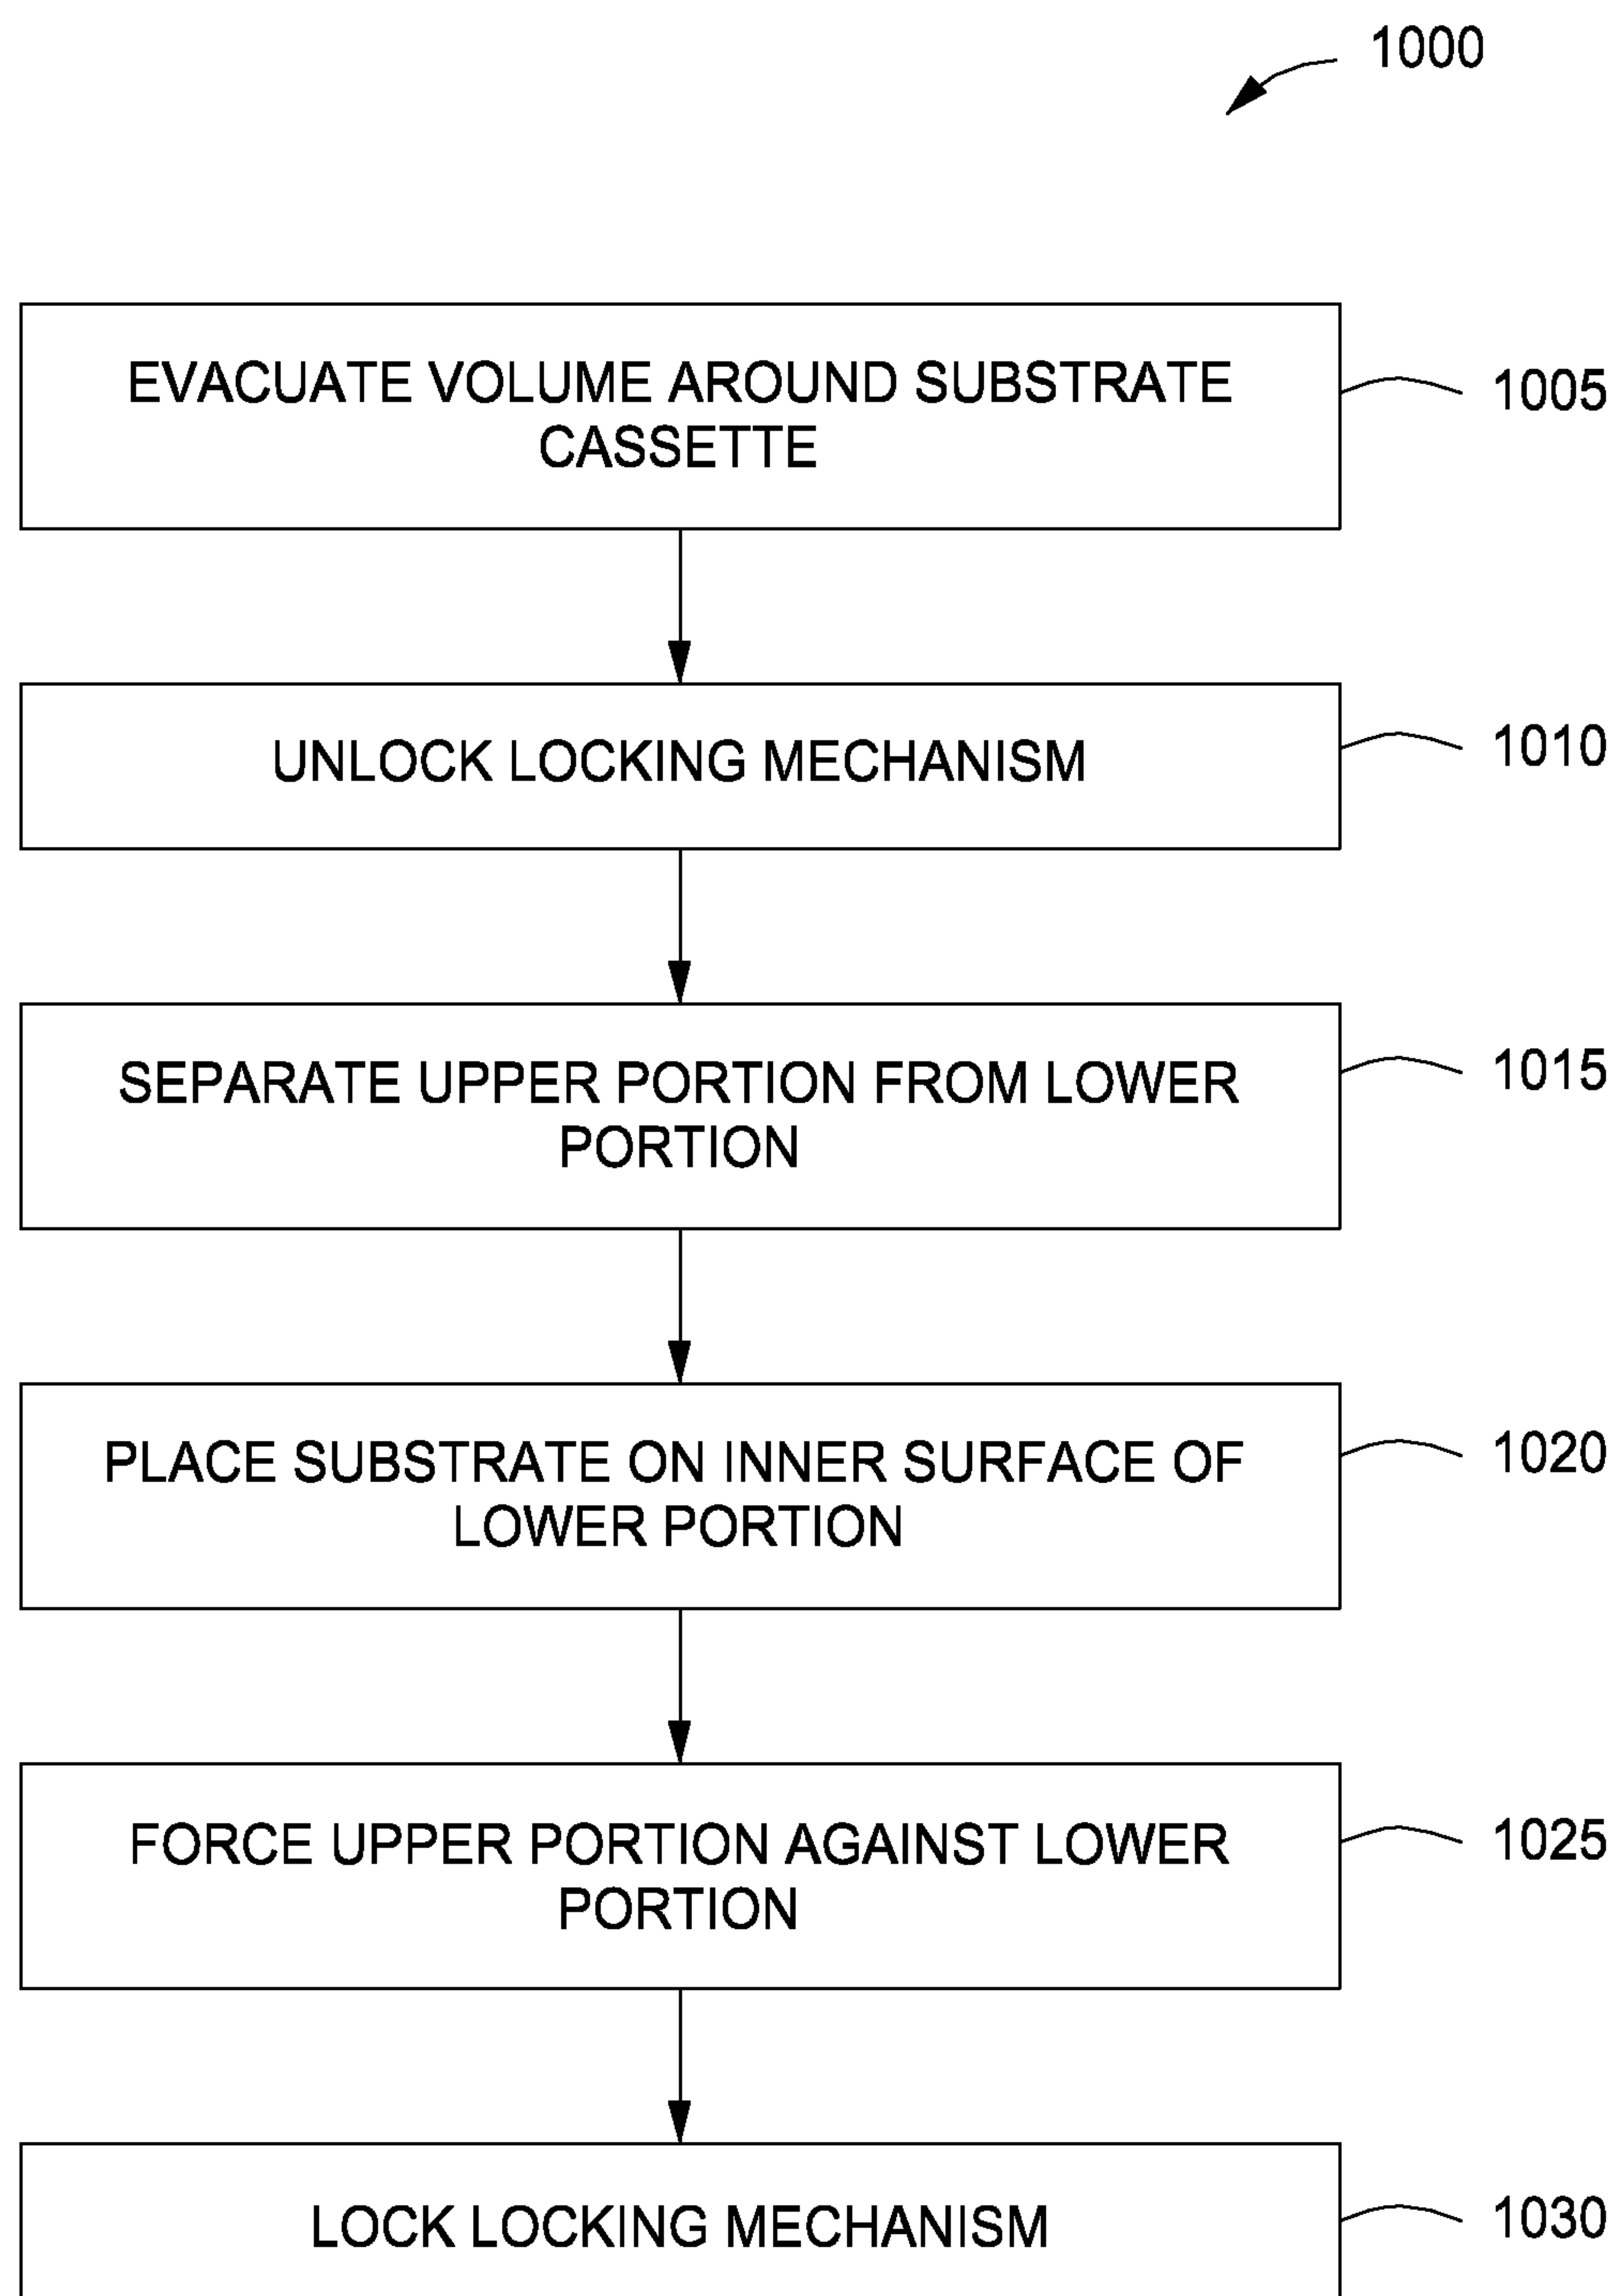 1000
EVACUATE VOLUME AROUND SUBSTRATE
CASSETTE
1005
UNLOCK LOCKING MECHANISM
1010
SEPARATE UPPER PORTION FROM LOWER
PORTION
1015
PLACE SUBSTRATE ON INNER SURFACE OF
LOWER PORTION
1020
FORCE UPPER PORTION AGAINST LOWER
PORTION
1025
LOCK LOCKING MECHANISM
1030